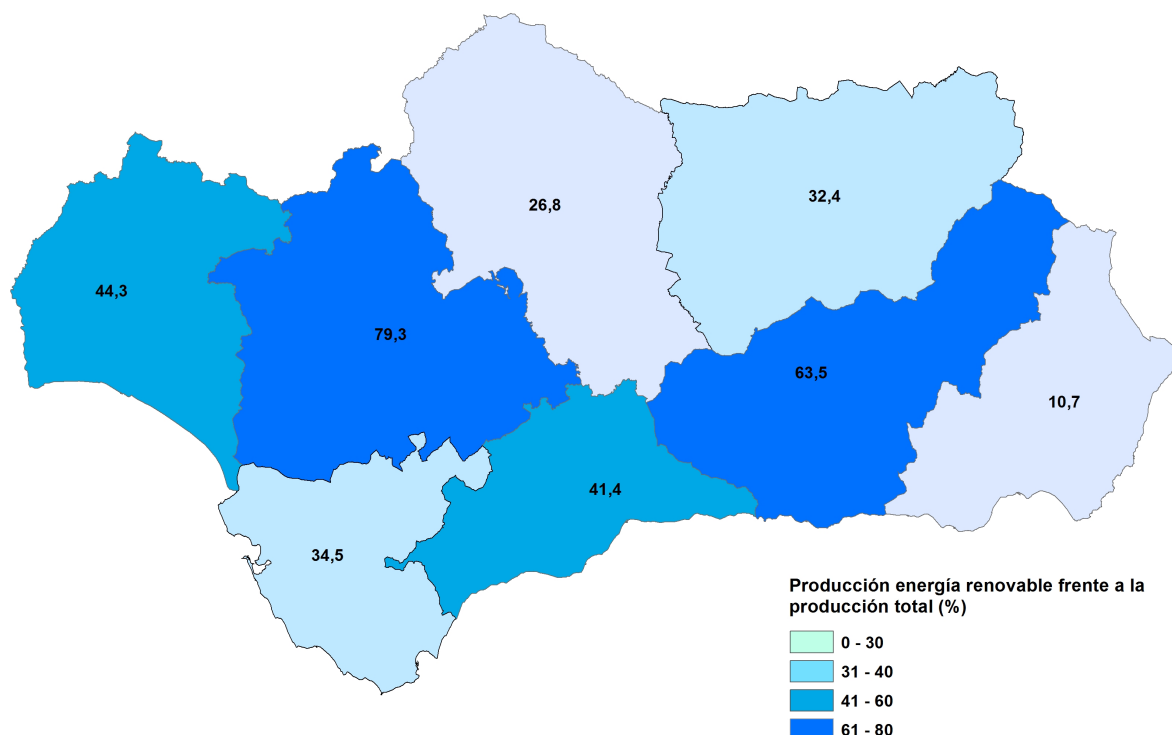 26,8
32,4
44,3
79,3
63,5
10,7
41,4
34,5
Producción energía renovable frente a la
producción total (%)
0 - 30
31 - 40
41 - 60
61 - 80